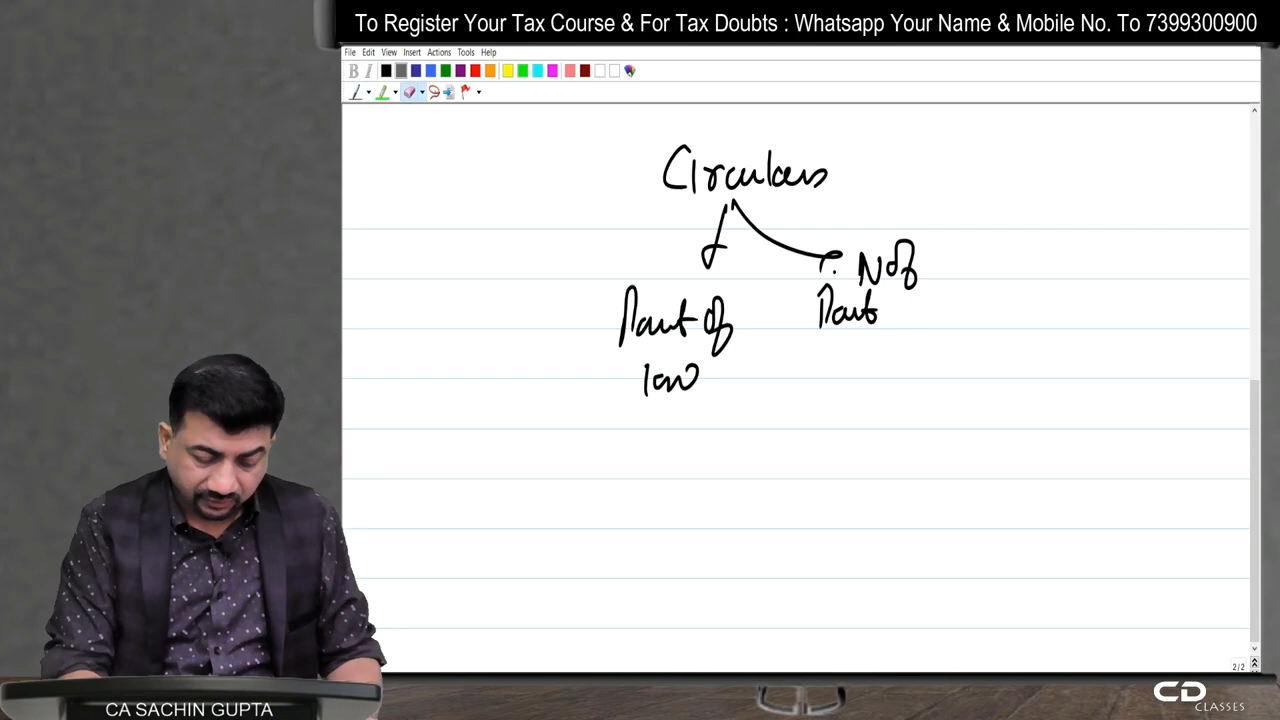 To Register Your Tax Course & For Tax Doubts : Whatsapp Your Name & Mobile No. To 7399300900
File Edit View Insert Actions Tools Help
B I
Circulars
Part of
law
Not
Part
2/2
CA SACHIN GUPTA
CD
CLASSES